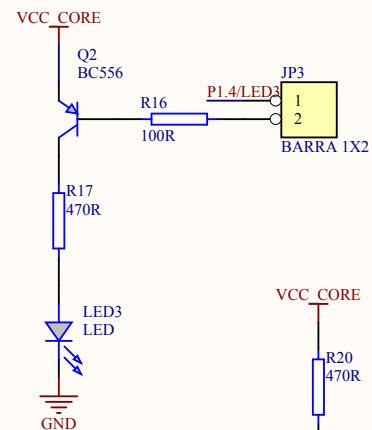 VCC_CORE
Q2
BC556
JP3
P1.4/LED3
1
R16
2
100R
BARRA 1X2
R17
470R
LED3
LED
VCC_CORE
R20
470R
GND